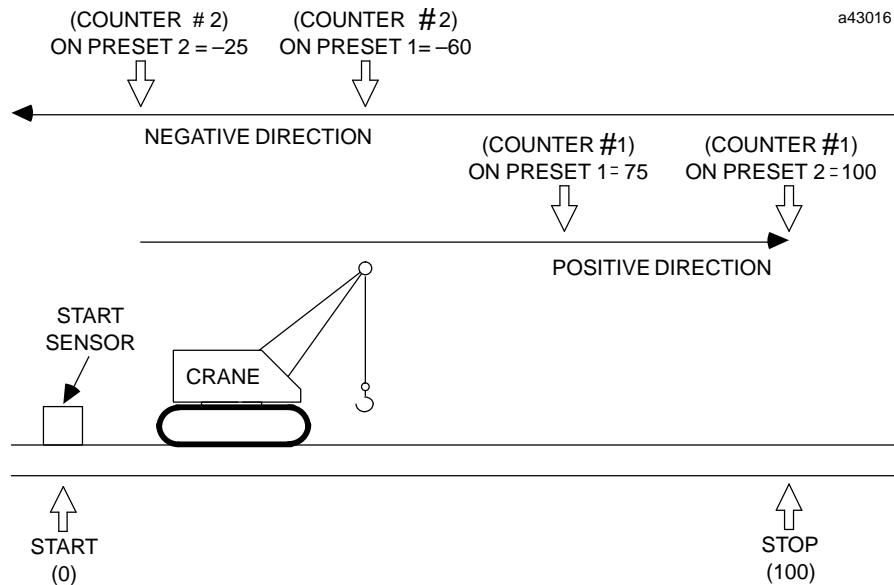 a43016
(COUNTER # 2)
ON PRESET 2 = –25
(COUNTER #2)
ON PRESET 1= –60
NEGATIVE DIRECTION
(COUNTER #1)
ON PRESET 1= 75
(COUNTER #1)
ON PRESET 2 =100
POSITIVE DIRECTION
START
SENSOR
CRANE
START
(0)
STOP
(100)